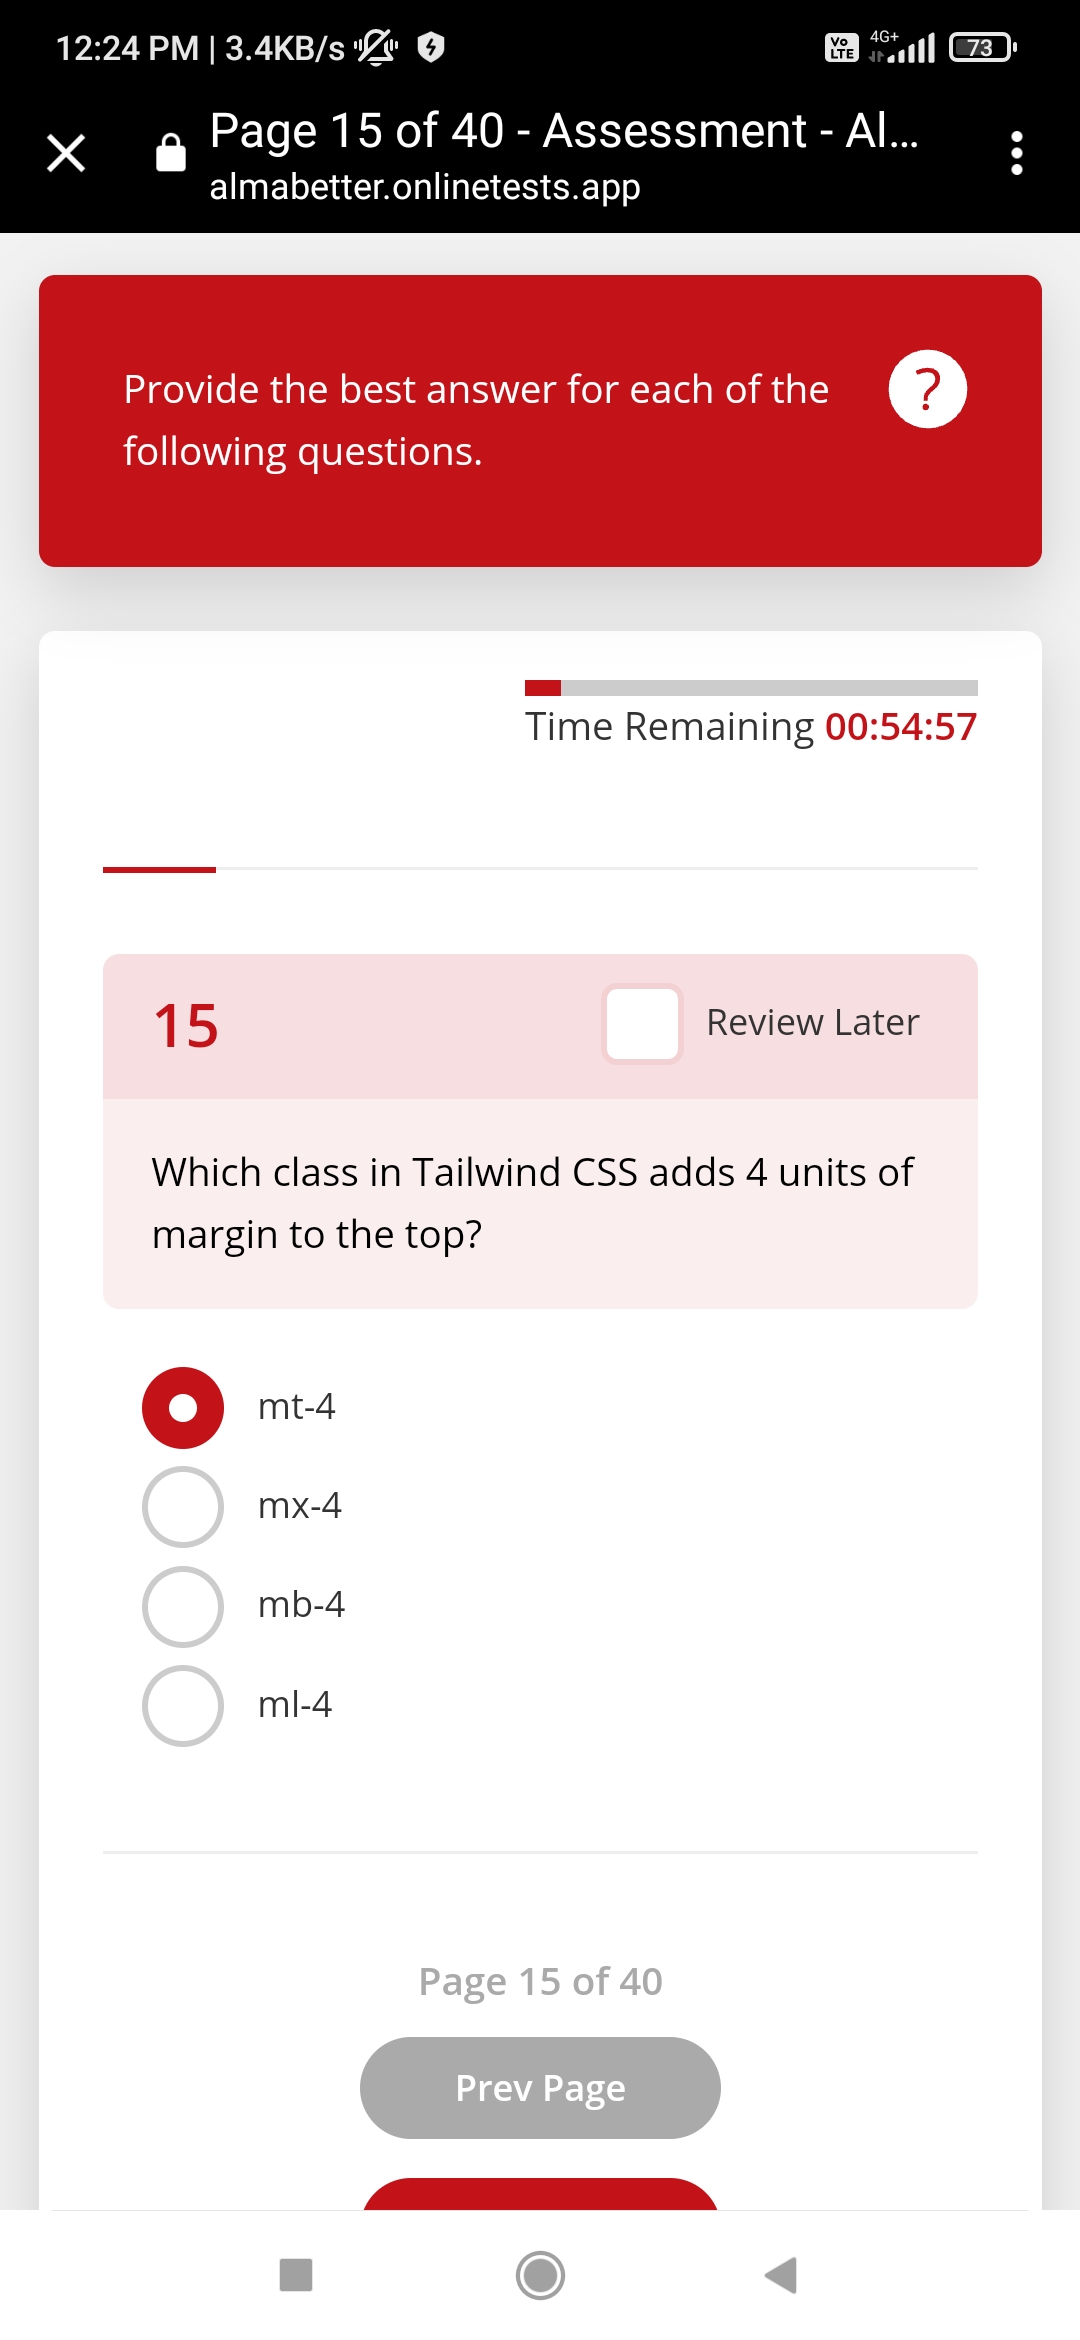 12:24 PM | 3.4KB/s
Vo LTE
4G+
73
Page 15 of 40 - Assessment - Al...
almabetter.onlinetests.app
Provide the best answer for each of the
following questions.
?
Time Remaining 00:54:57
15
Review Later
Which class in Tailwind CSS adds 4 units of
margin to the top?
mt-4
mx-4
mb-4
ml-4
Page 15 of 40
Prev Page